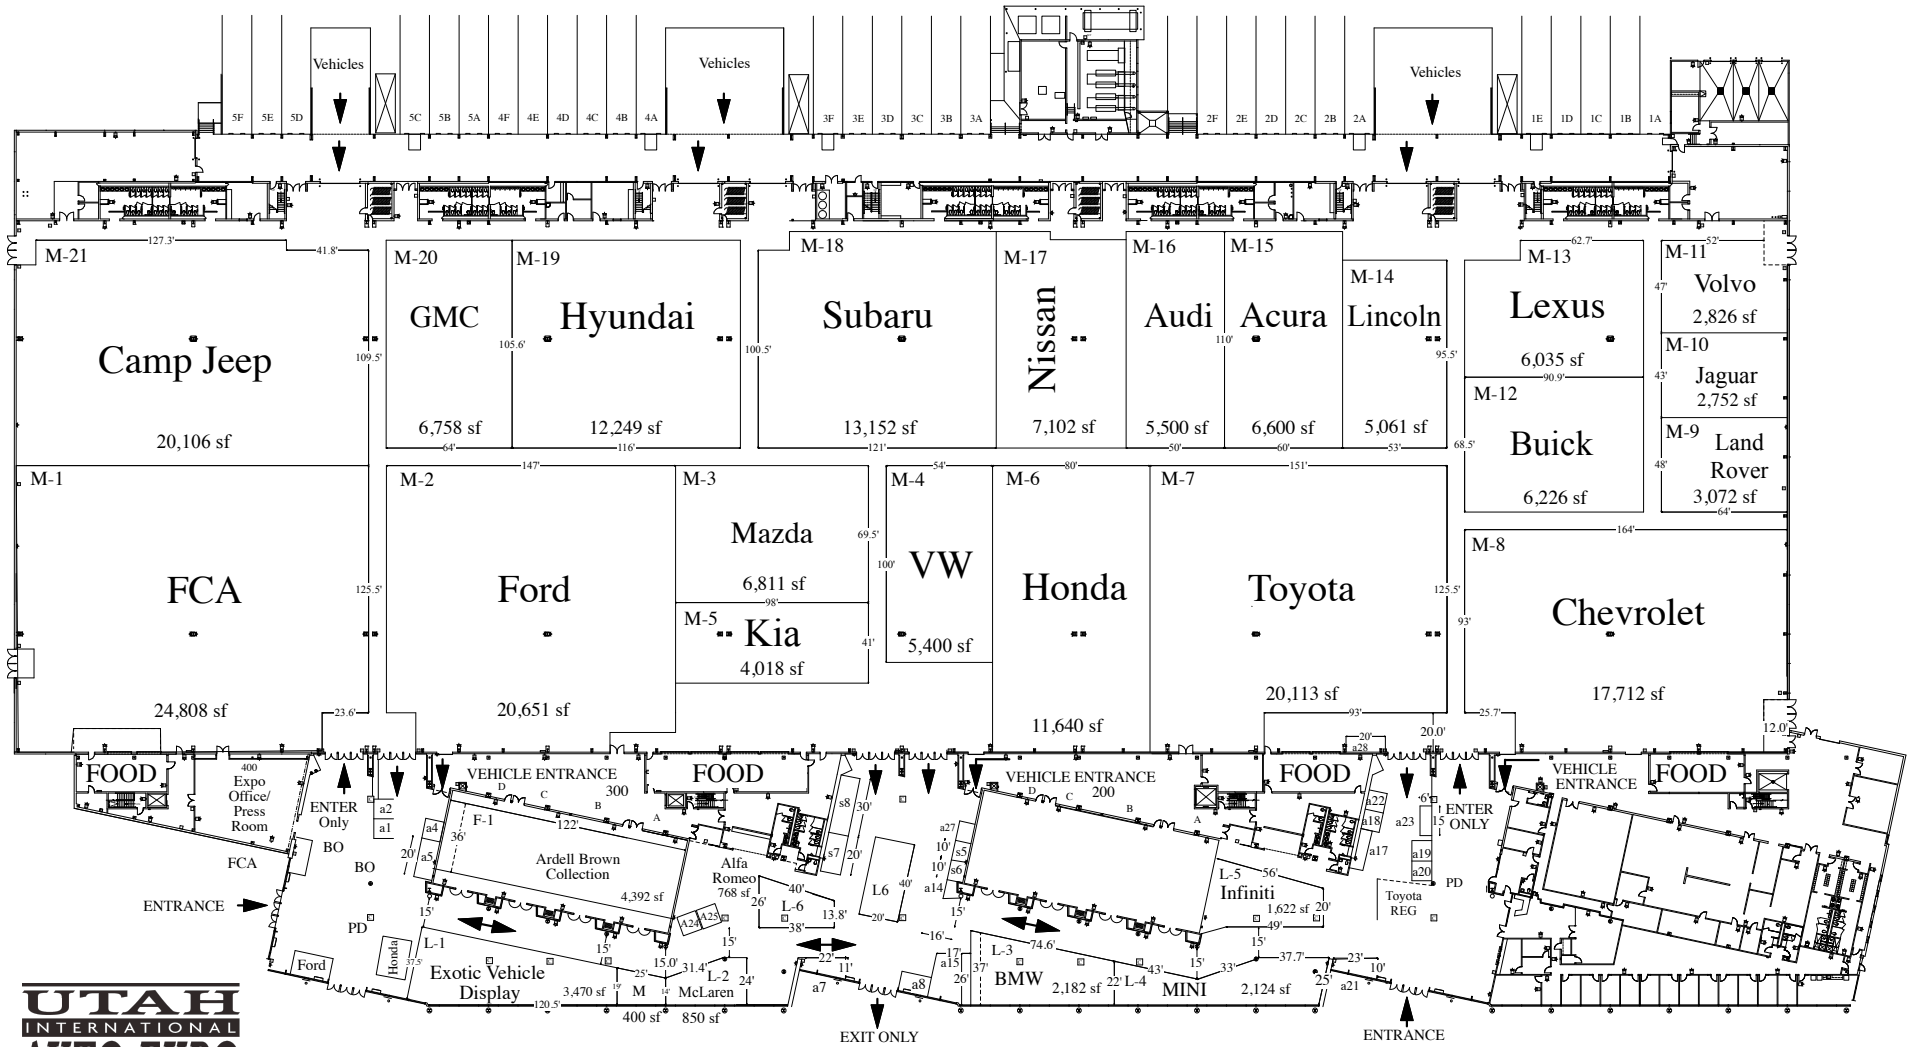 Vehicles
Vehicles
Vehicles
5F 5E 5D 5C 5B 5A 4F 4E 4D 4C 4B 4A 3F 3E 3D 3C 3B 3A 2F 2E 2D 2C 2B 2A 1E 1D 1C 1B 1A
M-21
127.3'
41.8'
Camp Jeep
109.5'
20,106 sf
M-20
GMC
6,758 sf
64'
M-19
Hyundai
105.6'
12,249 sf
116'
M-18
Subaru
100.5'
13,152 sf
121'
M-17
Nissan
7,102 sf
M-16
Audi
110'
5,500 sf
50'
M-15
Acura
6,600 sf
60'
M-14
Lincoln
95.5'
5,061 sf
53'
62.7'
M-13
Lexus
6,035 sf
90.9'
M-12
Buick
68.5'
6,226 sf
52'
M-11
Volvo
47'
2,826 sf
M-10
Jaguar
43'
2,752 sf
M-9
Land
Rover
48'
3,072 sf
64'
M-1
FCA
125.5'
24,808 sf
23.6'
147'
M-2
Ford
20,651 sf
M-3
Mazda
69.5'
6,811 sf
98'
M-5
Kia
41'
4,018 sf
54'
M-4
VW
100'
5,400 sf
80'
M-6
Honda
11,640 sf
151'
M-7
Toyota
125.5'
20,113 sf
93'
164'
M-8
Chevrolet
93'
17,712 sf
25.7'
12.0'
20.0'
20'
a28
FOOD
400
Expo
Office/
Press
Room
FCA
ENTER
Only
BO
BO
PD
a2
a1
ENTRANCE
Ford
Honda
37.5'
VEHICLE ENTRANCE
300
D C B A
FOOD
F-1
36'
122'
a4
a5
20'
Ardell Brown
Collection
4,392 sf
Alfa
Romeo
768 sf
26'
40'
L-6
13.8'
38'
A24 A25
15'
15'
15'
15.0'
L-1
Exotic Vehicle
Display
3,470 sf
120.5'
25'
19'
M
14'
400 sf
31.4'
L-2
McLaren
24'
850 sf
s8
30'
s7
20'
L6
40'
20'
22'
11'
a7
a8
EXIT ONLY
VEHICLE ENTRANCE
200
D C B A
a27
10'
s5
10'
s6
a14
15'
16'
17'
a15
26'
37'
L-3
74.6'
BMW
2,182 sf
22'
L-4
43'
MINI
33'
2,124 sf
37.7'
25'
L-5
56'
Infiniti
1,622 sf
20'
49'
15'
FOOD
a22
a18
a17
a23
6'
15
a19
a20
ENTER
ONLY
PD
Toyota
REG
23'
10'
a21
ENTRANCE
VEHICLE
ENTRANCE
FOOD
UTAH
INTERNATIONAL
AUTO EXPO